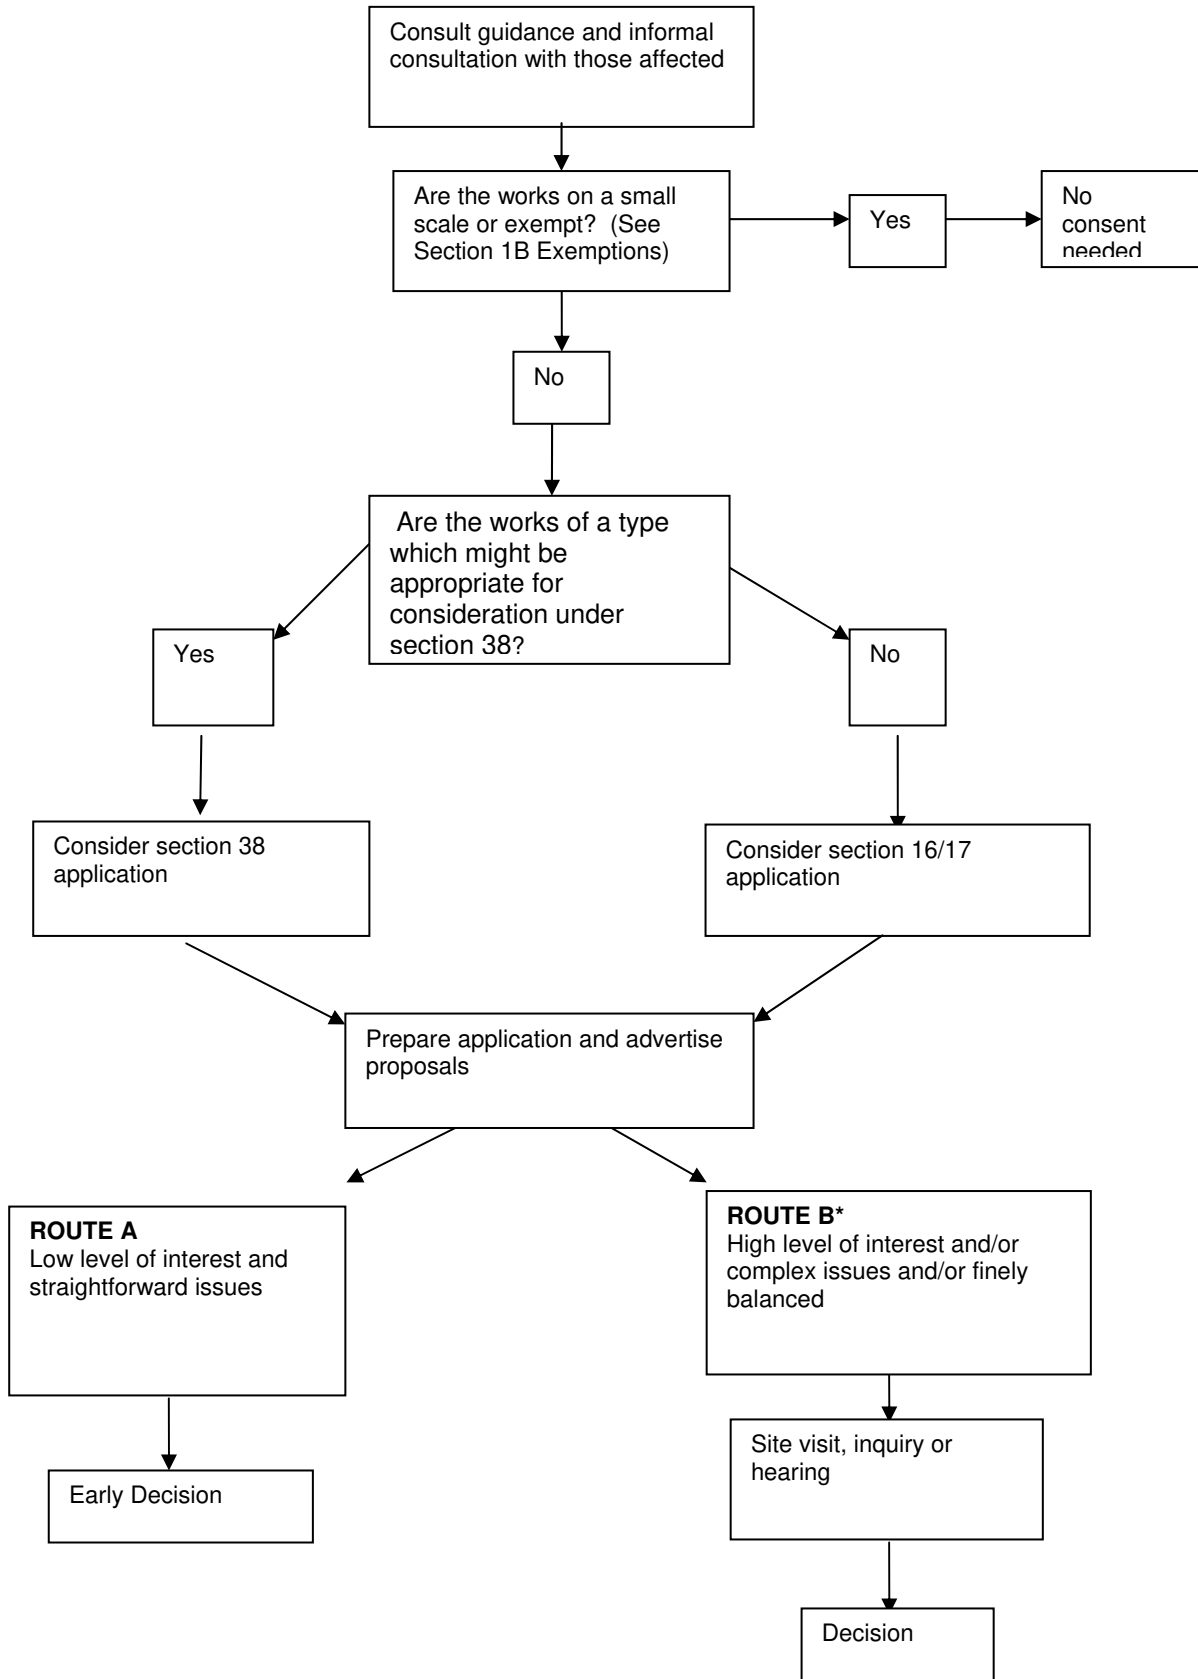 Consult guidance and informal
consultation with those affected
Are the works on a small
scale or exempt?  (See
Section 1B Exemptions)
Yes
No
consent
needed
No
Are the works of a type
which might be
appropriate for
consideration under
section 38?
Yes
No
Consider section 38
application
Consider section 16/17
application
Prepare application and advertise
proposals
ROUTE A
Low level of interest and
straightforward issues
ROUTE B*
High level of interest and/or
complex issues and/or finely
balanced
Site visit, inquiry or
hearing
Early Decision
Decision